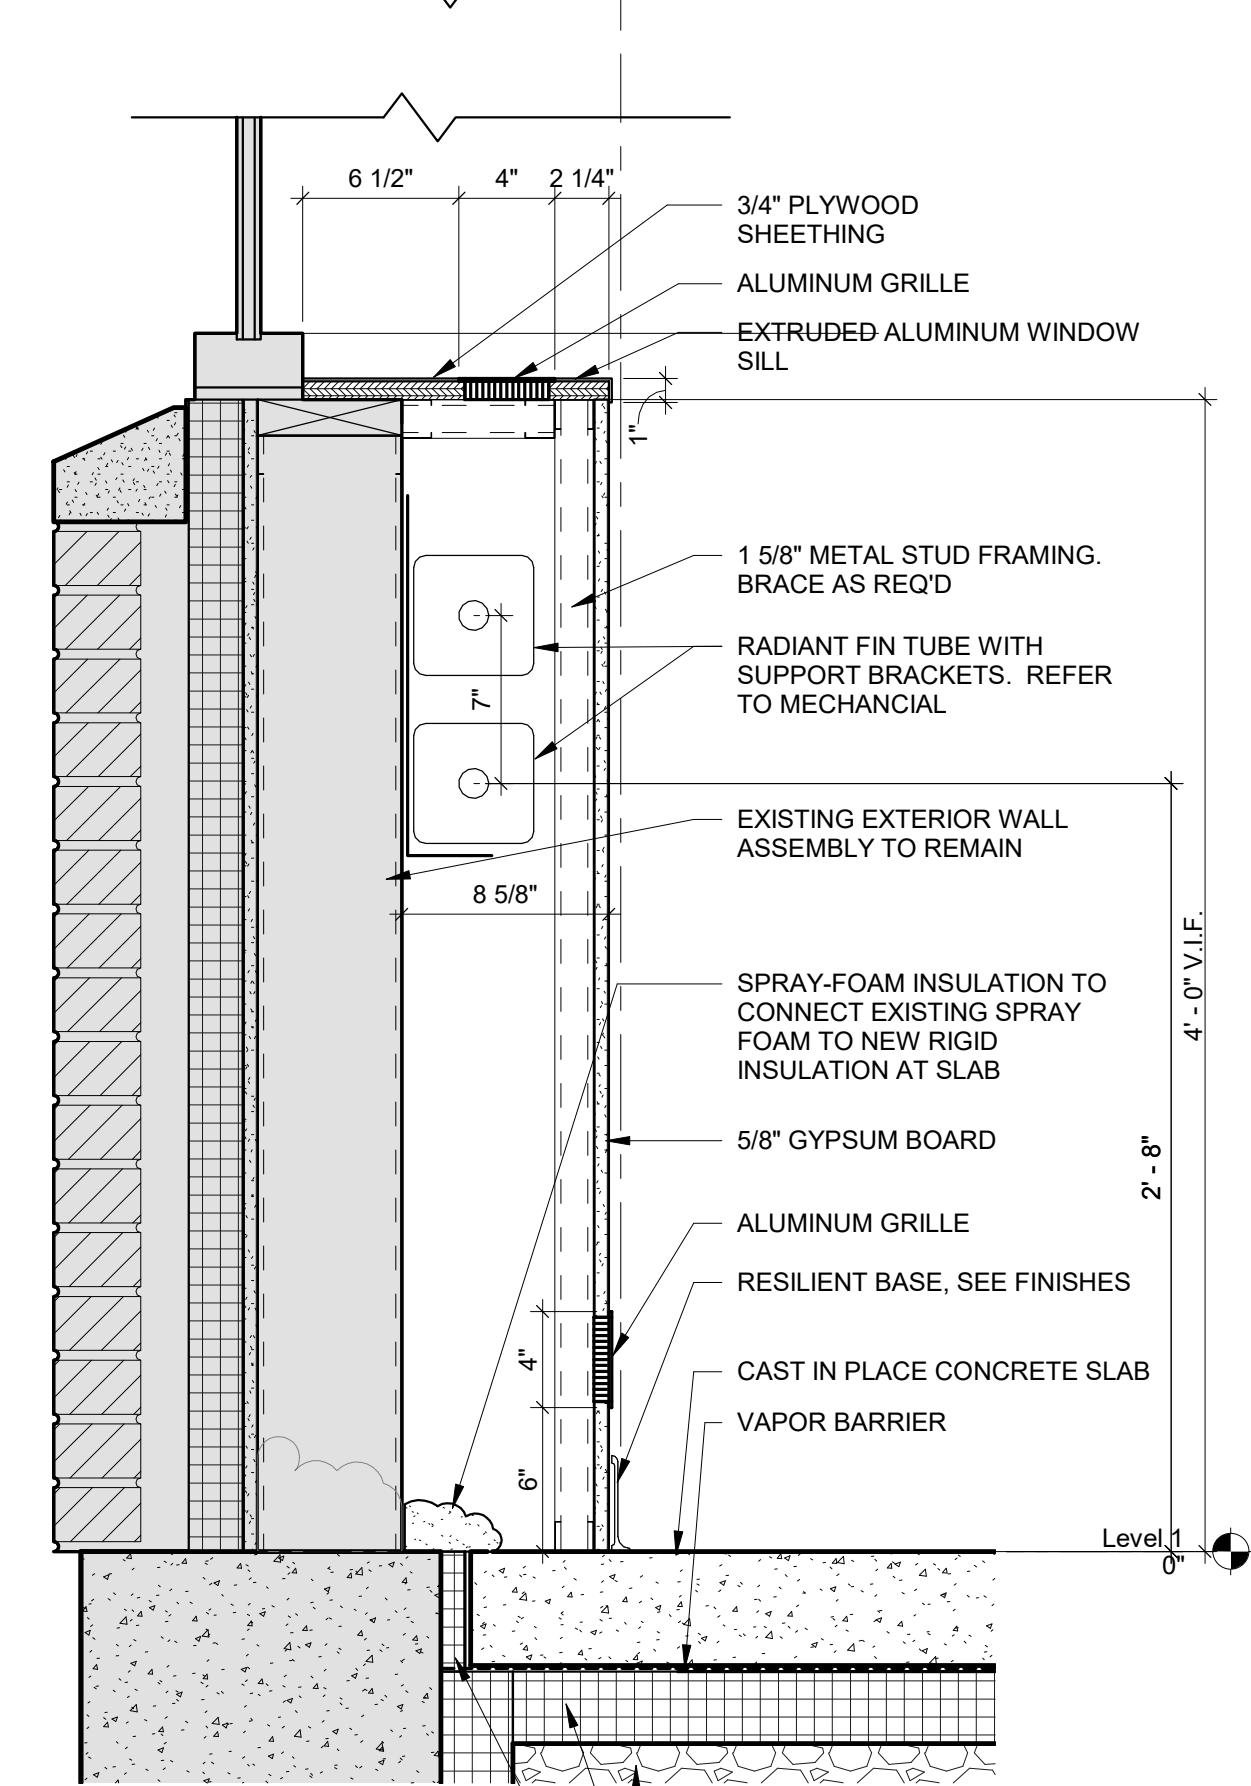 6 1/2"
4"
2 1/4"
3/4" PLYWOOD
SHEETHING
ALUMINUM GRILLE
EXTRUDED ALUMINUM WINDOW
SILL
1"
1 5/8" METAL STUD FRAMING.
BRACE AS REQ'D
RADIANT FIN TUBE WITH
SUPPORT BRACKETS.  REFER
TO MECHANCIAL
7"
EXISTING EXTERIOR WALL
ASSEMBLY TO REMAIN
8 5/8"
SPRAY-FOAM INSULATION TO
CONNECT EXISTING SPRAY
FOAM TO NEW RIGID
INSULATION AT SLAB
4' - 0" V.I.F.
5/8" GYPSUM BOARD
2' - 8"
ALUMINUM GRILLE
RESILIENT BASE, SEE FINISHES
4"
CAST IN PLACE CONCRETE SLAB
VAPOR BARRIER
6"
Level 1
0"